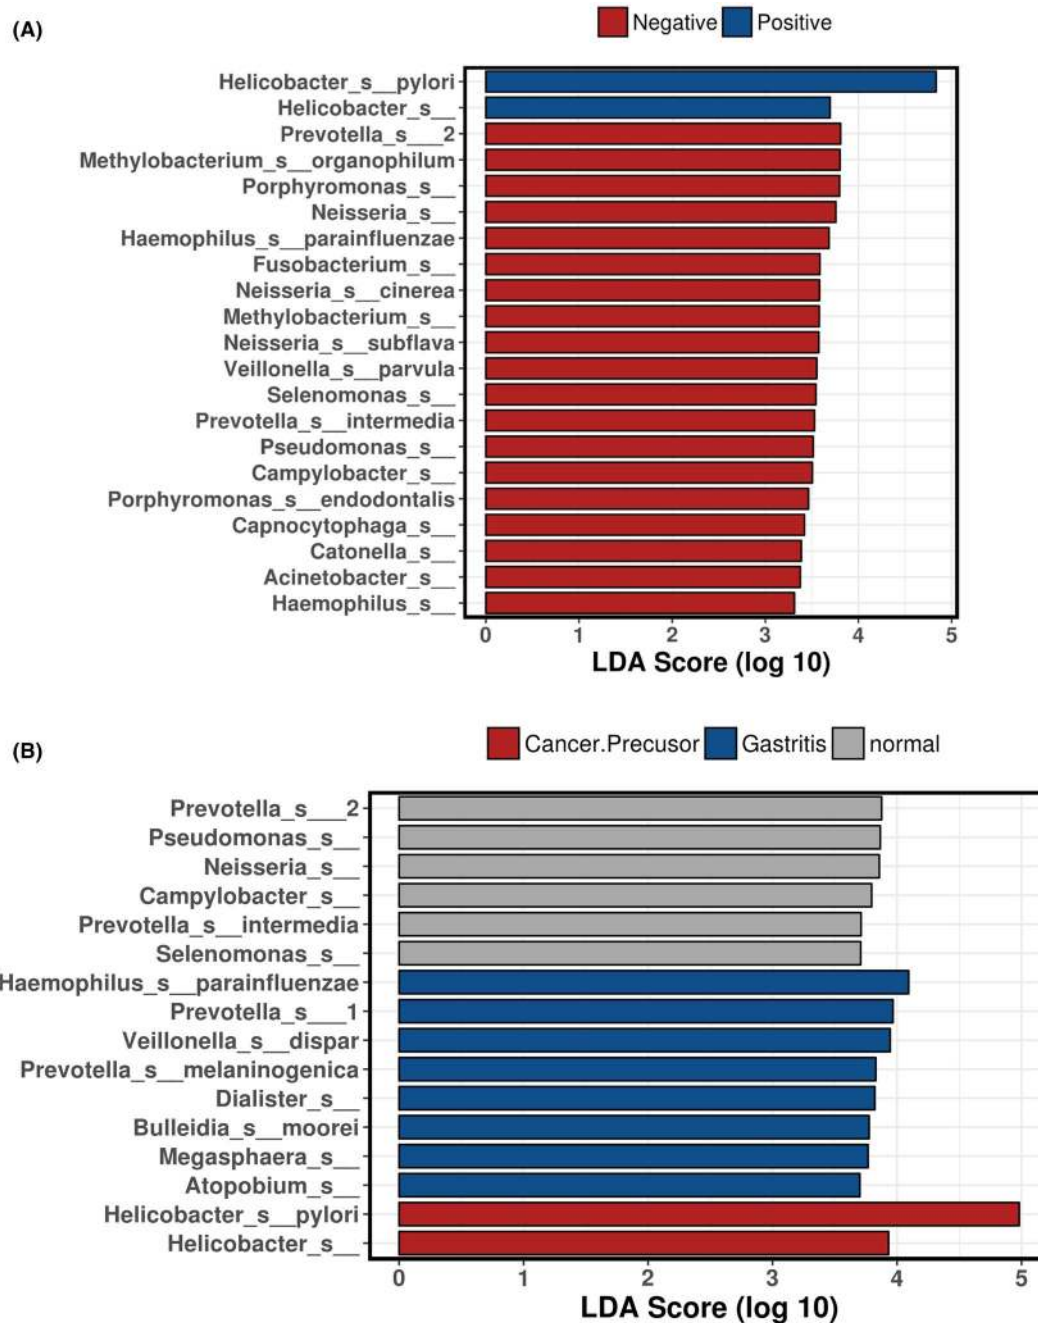 (A)
Negative Positive
Helicobacter_s__pylori
Helicobacter_s__
Prevotella_s___2
Methylobacterium_s__organophilum
Porphyromonas_s__
Neisseria_s__
Haemophilus_s__parainfluenzae
Fusobacterium_s__
Neisseria_s__cinerea
Methylobacterium_s__
Neisseria_s__subflava
Veillonella_s__parvula
Selenomonas_s__
Prevotella_s__intermedia
Pseudomonas_s__
Campylobacter_s__
Porphyromonas_s__endodontalis
Capnocytophaga_s__
Catonella_s__
Acinetobacter_s__
Haemophilus_s__
0 1 2 3 4 5
LDA Score (log 10)
(B)
Cancer.Precusor Gastritis normal
Prevotella_s___2
Pseudomonas_s__
Neisseria_s__
Campylobacter_s__
Prevotella_s__intermedia
Selenomonas_s__
Haemophilus_s__parainfluenzae
Prevotella_s___1
Veillonella_s__dispar
Prevotella_s__melaninogenica
Dialister_s__
Bulleidia_s__moorei
Megasphaera_s__
Atopobium_s__
Helicobacter_s__pylori
Helicobacter_s__
0 1 2 3 4 5
LDA Score (log 10)